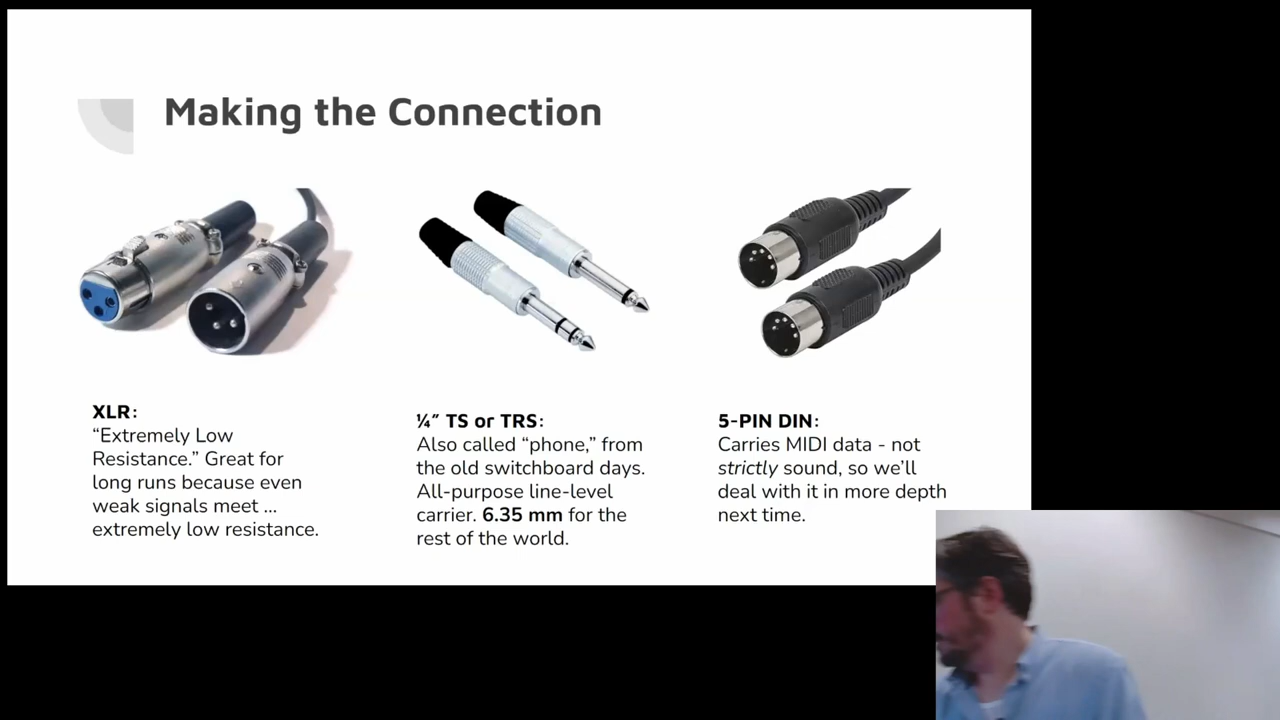 Making the Connection
XLR:
“Extremely Low
Resistance.” Great for
long runs because even
weak signals meet ...
extremely low resistance.
¼” TS or TRS:
Also called “phone,” from
the old switchboard days.
All-purpose line-level
carrier. 6.35 mm for the
rest of the world.
5-PIN DIN:
Carries MIDI data - not
strictly sound, so we’ll
deal with it in more depth
next time.